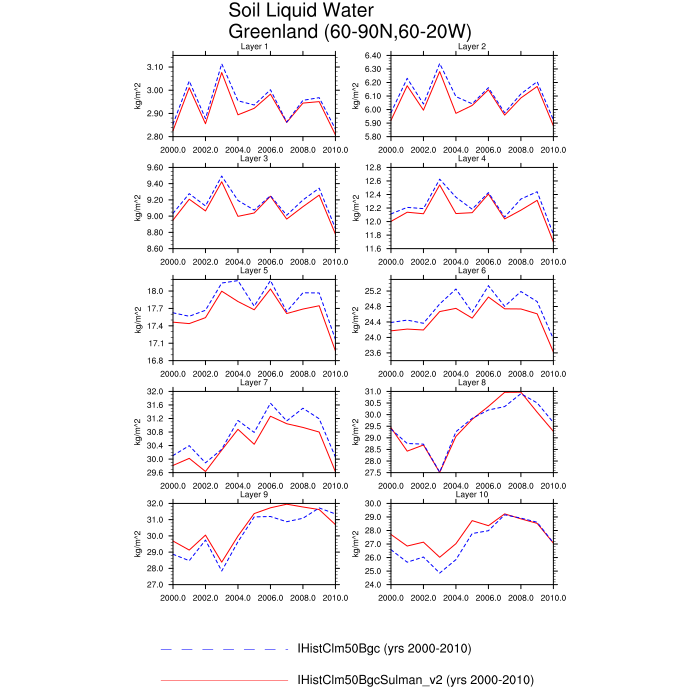 Soil Liquid Water
Greenland (60-90N,60-20W)
Layer 1
Layer 2
kg/m^2
3.10
3.00
2.90
2.80
2000.0 2002.0 2004.0 2006.0 2008.0 2010.0
kg/m^2
6.40
6.30
6.20
6.10
6.00
5.90
5.80
2000.0 2002.0 2004.0 2006.0 2008.0 2010.0
Layer 3
Layer 4
kg/m^2
9.60
9.40
9.20
9.00
8.80
8.60
2000.0 2002.0 2004.0 2006.0 2008.0 2010.0
kg/m^2
12.8
12.6
12.4
12.2
12.0
11.8
11.6
2000.0 2002.0 2004.0 2006.0 2008.0 2010.0
Layer 5
Layer 6
kg/m^2
18.0
17.7
17.4
17.1
16.8
2000.0 2002.0 2004.0 2006.0 2008.0 2010.0
kg/m^2
25.2
24.8
24.4
24.0
23.6
2000.0 2002.0 2004.0 2006.0 2008.0 2010.0
Layer 7
Layer 8
kg/m^2
32.0
31.6
31.2
30.8
30.4
30.0
29.6
2000.0 2002.0 2004.0 2006.0 2008.0 2010.0
kg/m^2
31.0
30.5
30.0
29.5
29.0
28.5
28.0
27.5
2000.0 2002.0 2004.0 2006.0 2008.0 2010.0
Layer 9
Layer 10
kg/m^2
32.0
31.0
30.0
29.0
28.0
27.0
2000.0 2002.0 2004.0 2006.0 2008.0 2010.0
kg/m^2
30.0
29.0
28.0
27.0
26.0
25.0
24.0
2000.0 2002.0 2004.0 2006.0 2008.0 2010.0
IHistClm50Bgc (yrs 2000-2010)
IHistClm50BgcSulman_v2 (yrs 2000-2010)